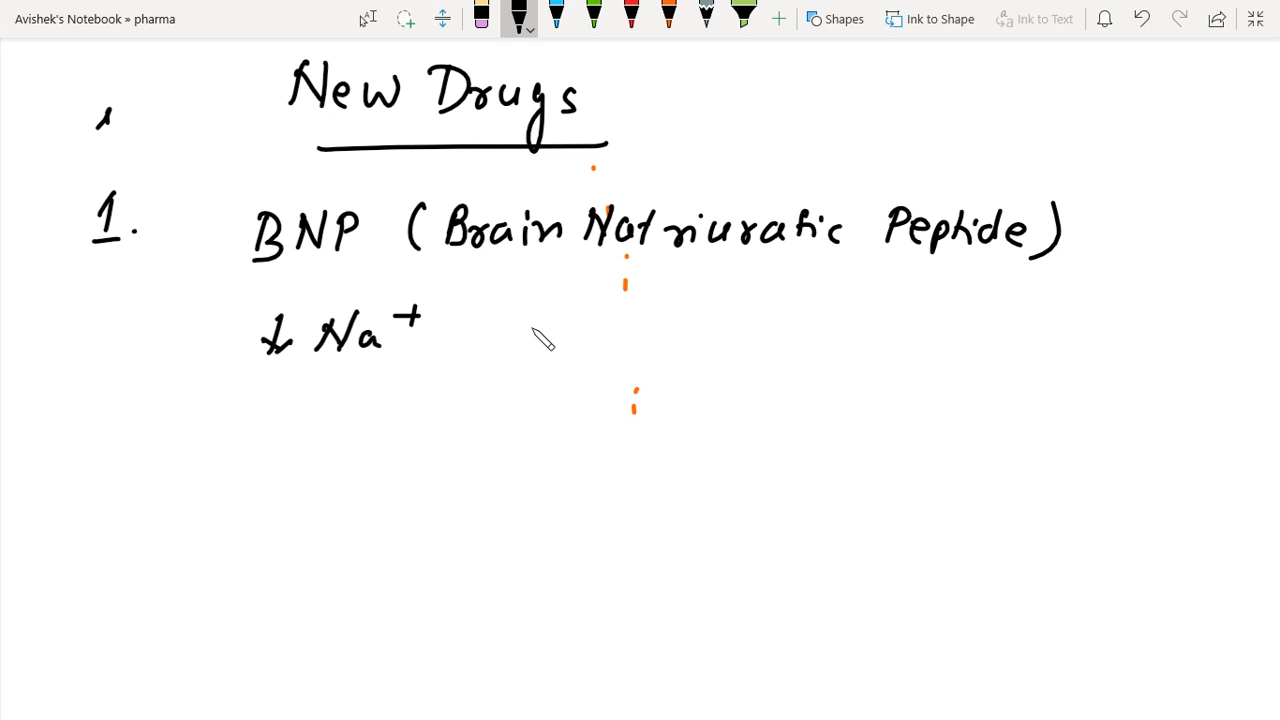 Avishek's Notebook » pharma
Shapes
Ink to Shape
Ink to Text
New Drugs
1. BNP (Brain Natriuratic Peptide)
↓ Na+